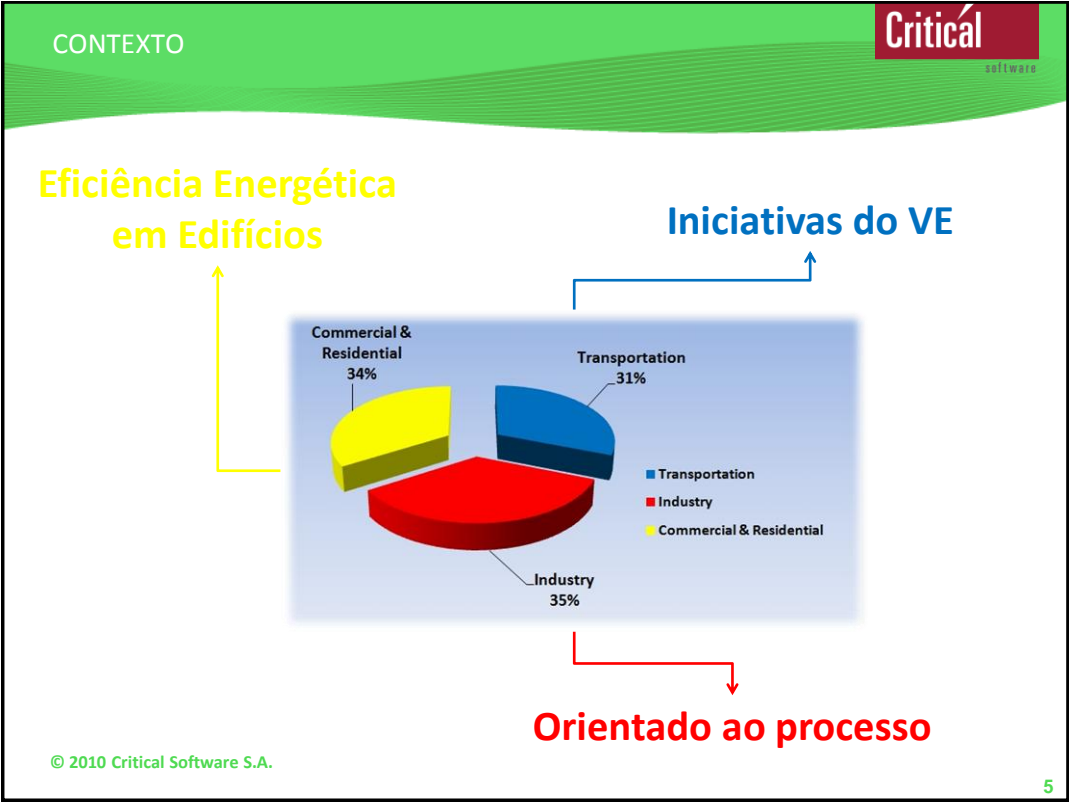 CONTEXTO
Critical
software
Eficiência Energética
em Edifícios
Iniciativas do VE
Commercial &
Residential
34%
Transportation
31%
Transportation
Industry
Commercial & Residential
Industry
35%
Orientado ao processo
© 2010 Critical Software S.A.
5